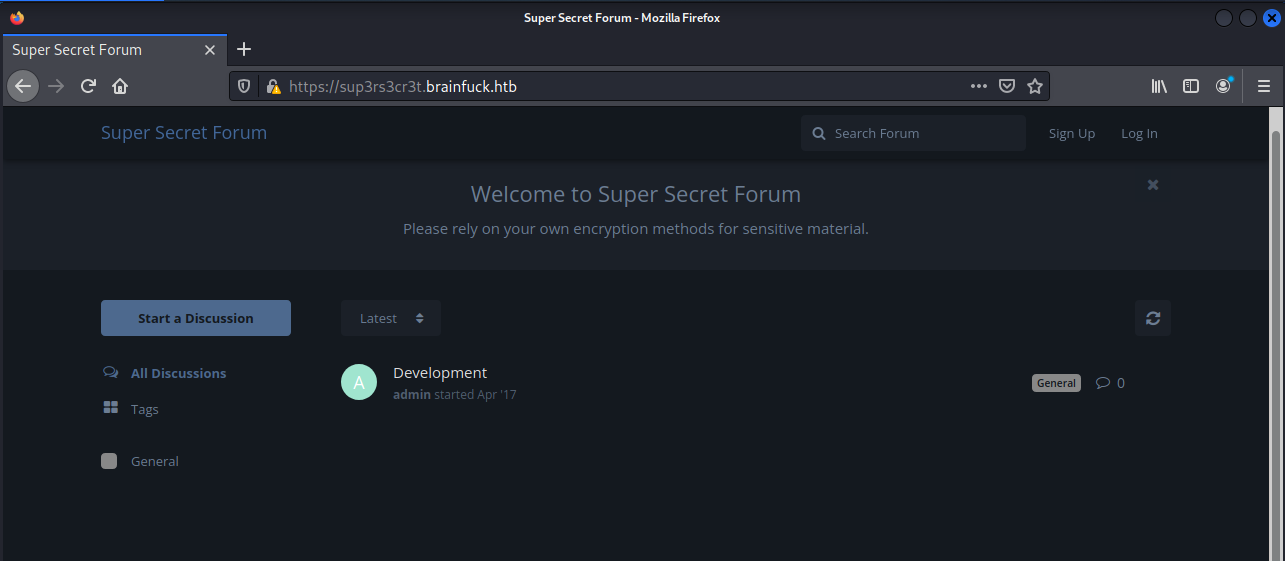 Super Secret Forum - Mozilla Firefox
Super Secret Forum
https://sup3rs3cr3t.brainfuck.htb
Super Secret Forum
Search Forum
Sign Up
Log In
Welcome to Super Secret Forum
Please rely on your own encryption methods for sensitive material.
Start a Discussion
Latest
All Discussions
A
Development
admin started Apr '17
General
0
Tags
General